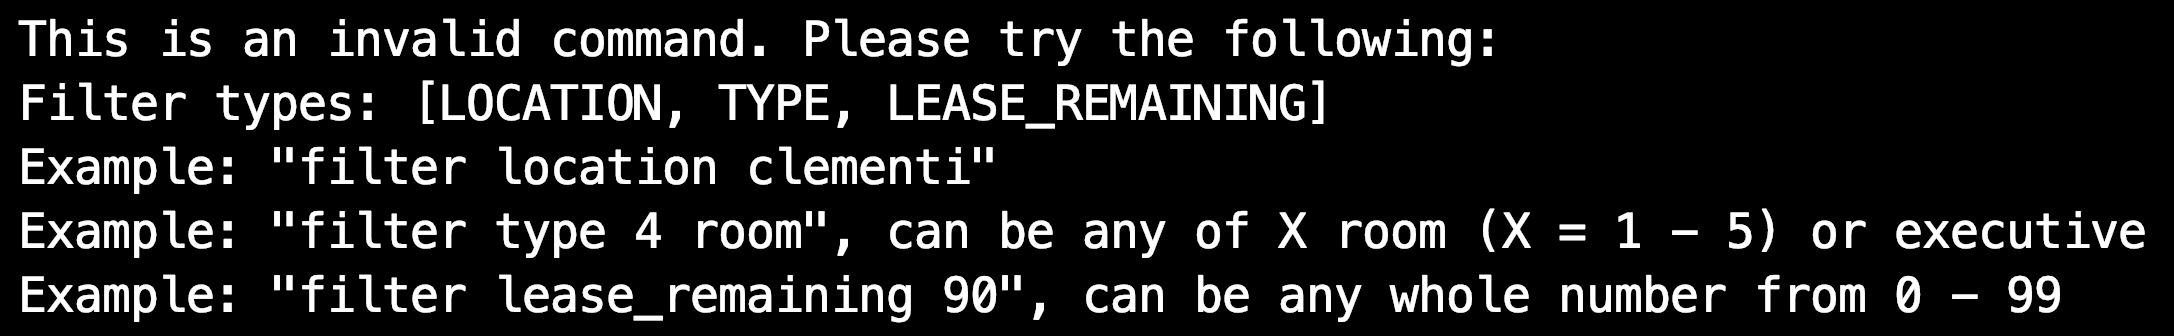 This is an invalid command. Please try the following:
Filter types: [LOCATION, TYPE, LEASE_REMAINING]
Example: "filter location clementi"
Example: "filter type 4 room", can be any of X room (X = 1 – 5) or executive
Example: "filter lease_remaining 90", can be any whole number from 0 – 99